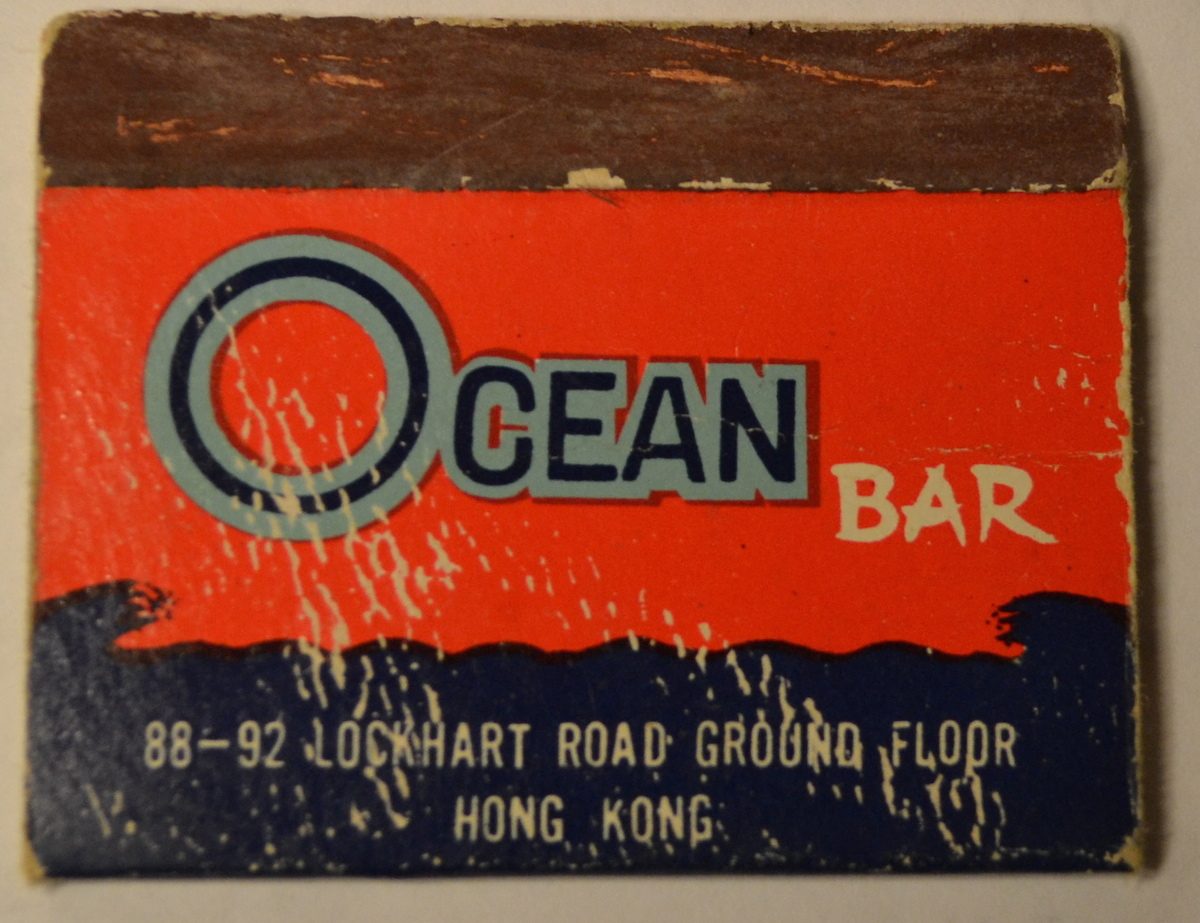 OCEAN BAR
88-92 LOCKHART ROAD GROUND FLOOR
HONG KONG